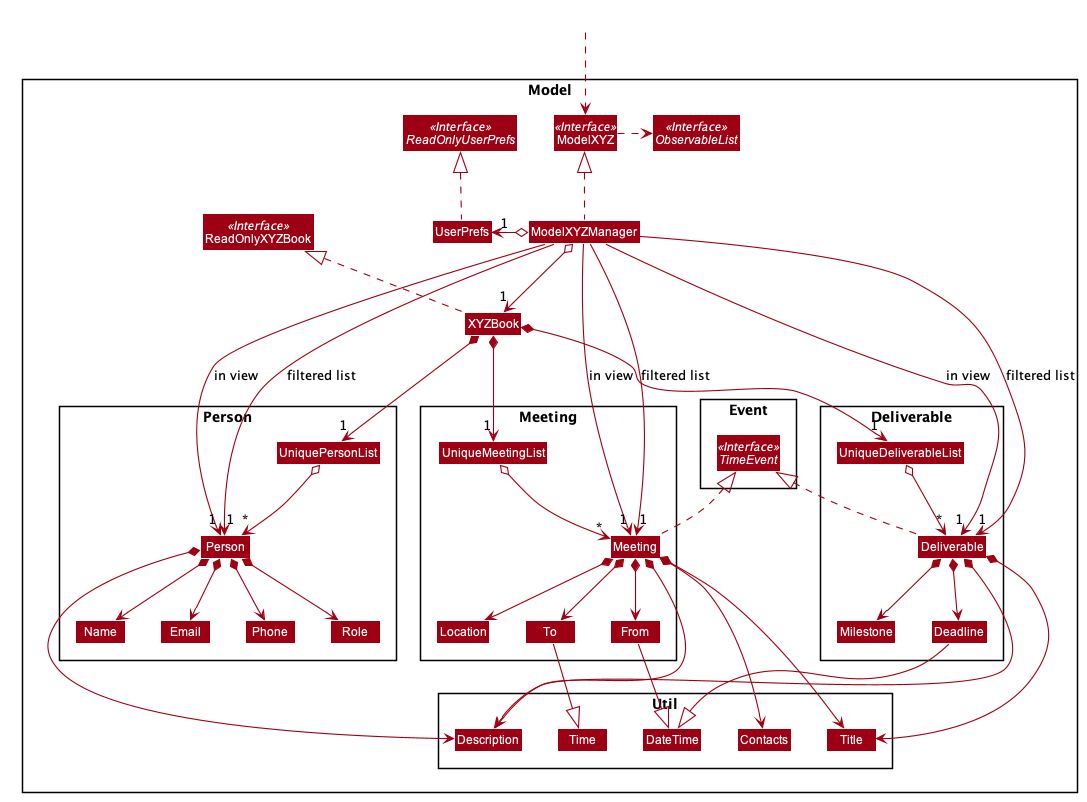 Model
«Interface»
ReadOnlyUserPrefs
«Interface»
ModelXYZ
«Interface»
ObservableList
«Interface»
ReadOnlyXYZBook
UserPrefs
1
ModelXYZManager
1
XYZBook
in view
filtered list
in view
filtered list
in view
filtered list
Person
Meeting
Event
Deliverable
1
UniquePersonList
1
UniqueMeetingList
«Interface»
TimeEvent
1
UniqueDeliverableList
1
1
*
*
1
1
*
1
1
Person
Meeting
Deliverable
Name
Email
Phone
Role
Location
To
From
Milestone
Deadline
Util
Description
Time
DateTime
Contacts
Title